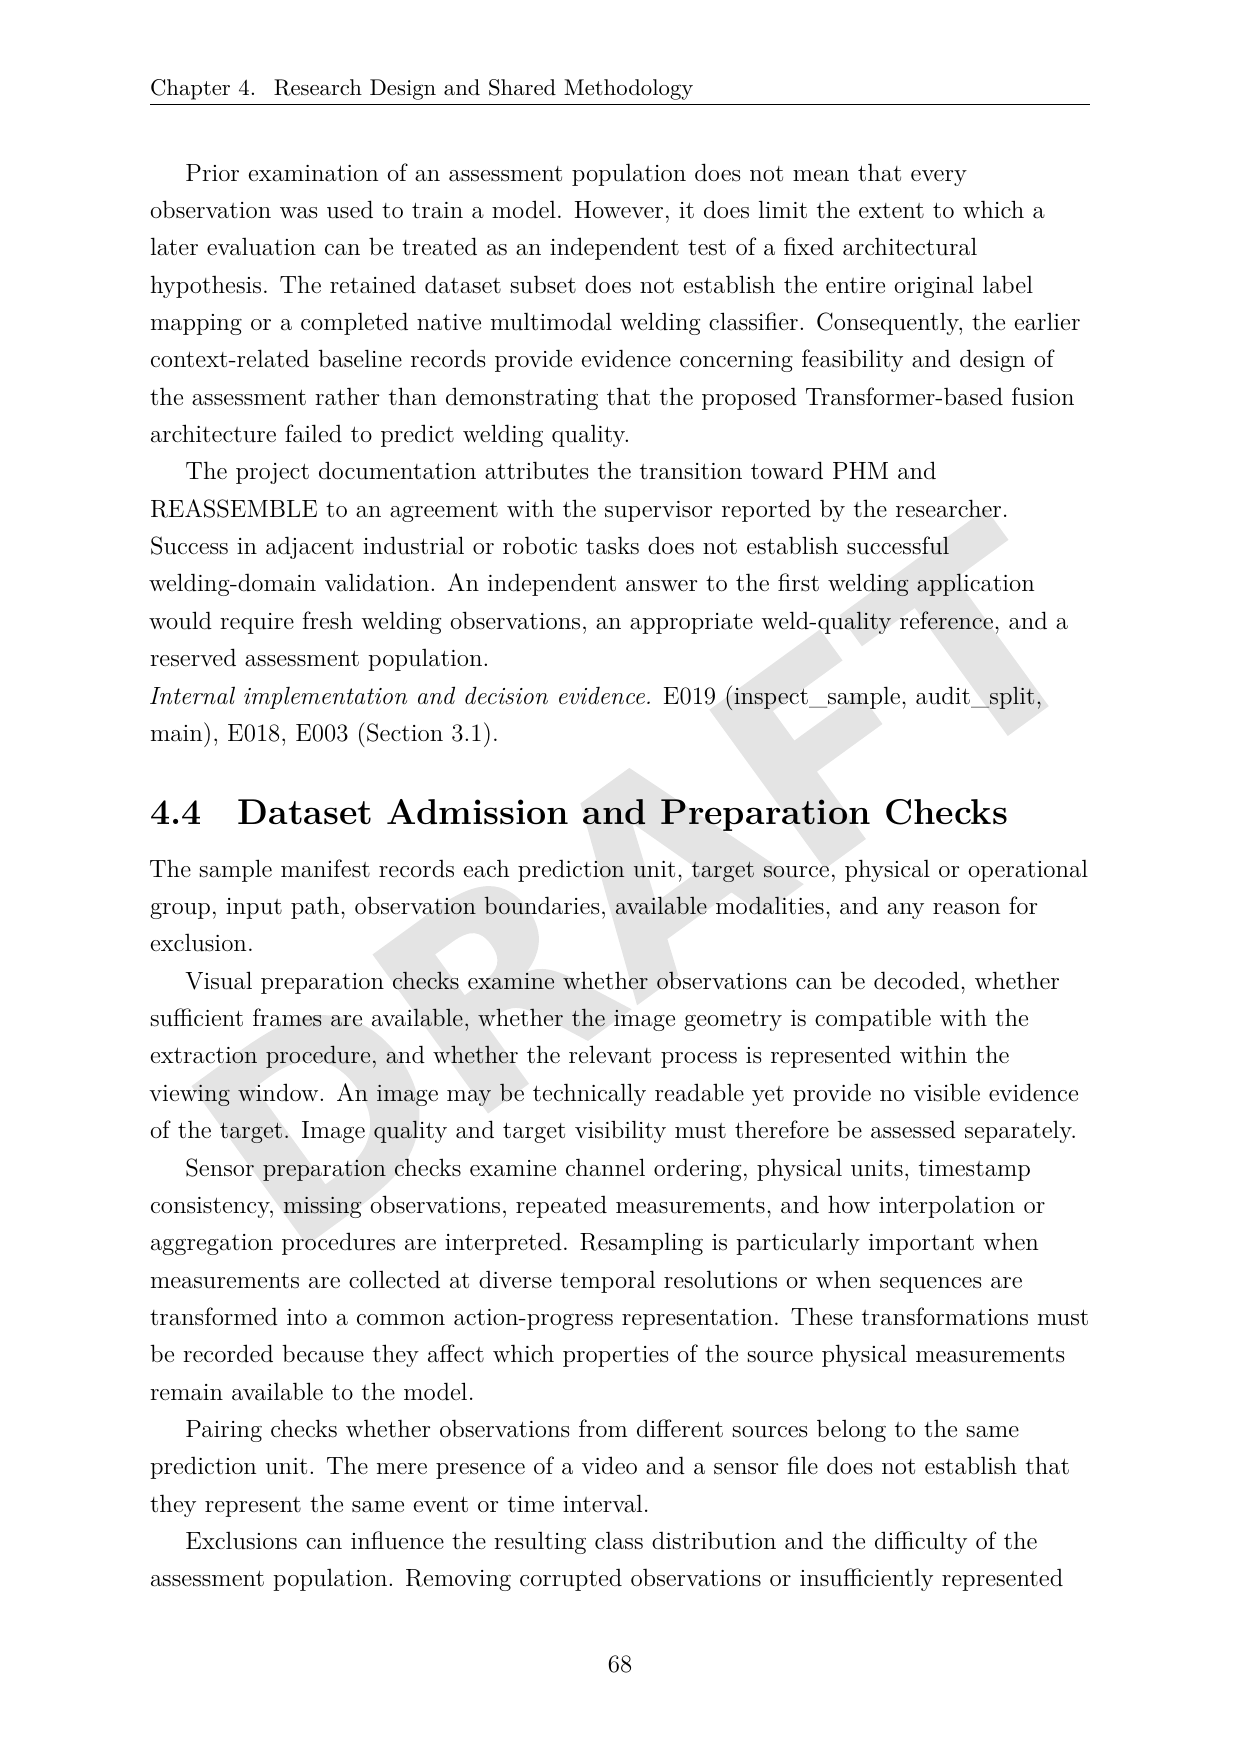 Chapter 4. Research Design and Shared Methodology
Prior examination of an assessment population does not mean that every
observation was used to train a model. However, it does limit the extent to which a
later evaluation can be treated as an independent test of a fixed architectural
hypothesis. The retained dataset subset does not establish the entire original label
mapping or a completed native multimodal welding classifier. Consequently, the earlier
context-related baseline records provide evidence concerning feasibility and design of
the assessment rather than demonstrating that the proposed Transformer-based fusion
architecture failed to predict welding quality.
The project documentation attributes the transition toward PHM and
REASSEMBLE to an agreement with the supervisor reported by the researcher.
Success in adjacent industrial or robotic tasks does not establish successful
welding-domain validation. An independent answer to the first welding application
would require fresh welding observations, an appropriate weld-quality reference, and a
reserved assessment population.
Internal implementation and decision evidence. E019 (inspect_sample, audit_split,
main), E018, E003 (Section 3.1).
4.4 Dataset Admission and Preparation Checks
The sample manifest records each prediction unit, target source, physical or operational
group, input path, observation boundaries, available modalities, and any reason for
exclusion.
Visual preparation checks examine whether observations can be decoded, whether
sufficient frames are available, whether the image geometry is compatible with the
extraction procedure, and whether the relevant process is represented within the
viewing window. An image may be technically readable yet provide no visible evidence
of the target. Image quality and target visibility must therefore be assessed separately.
Sensor preparation checks examine channel ordering, physical units, timestamp
consistency, missing observations, repeated measurements, and how interpolation or
aggregation procedures are interpreted. Resampling is particularly important when
measurements are collected at diverse temporal resolutions or when sequences are
transformed into a common action-progress representation. These transformations must
be recorded because they affect which properties of the source physical measurements
remain available to the model.
Pairing checks whether observations from different sources belong to the same
prediction unit. The mere presence of a video and a sensor file does not establish that
they represent the same event or time interval.
Exclusions can influence the resulting class distribution and the difficulty of the
assessment population. Removing corrupted observations or insufficiently represented
68
DRAFT